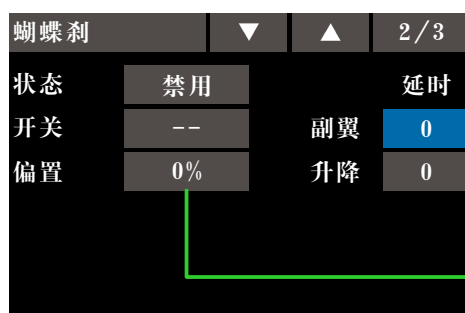 蝴蝶刹 ▼ ▲ 2/3
状态 禁用 延时
开关 -- 副翼 0
偏置 0% 升降 0